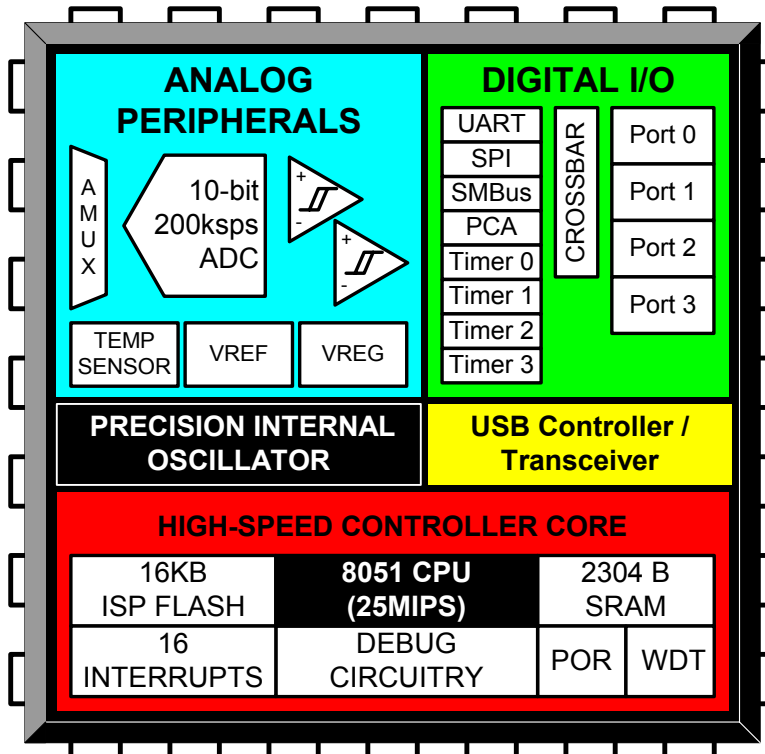 ANALOG
PERIPHERALS
A
M
U
X
10-bit
200ksps
ADC
+
-
+
-
TEMP
SENSOR
VREF
VREG
DIGITAL I/O
UART
SPI
SMBus
PCA
Timer 0
Timer 1
Timer 2
Timer 3
CROSSBAR
Port 0
Port 1
Port 2
Port 3
PRECISION INTERNAL
OSCILLATOR
USB Controller /
Transceiver
HIGH-SPEED CONTROLLER CORE
16KB
ISP FLASH
8051 CPU
(25MIPS)
2304 B
SRAM
16
INTERRUPTS
DEBUG
CIRCUITRY
POR
WDT